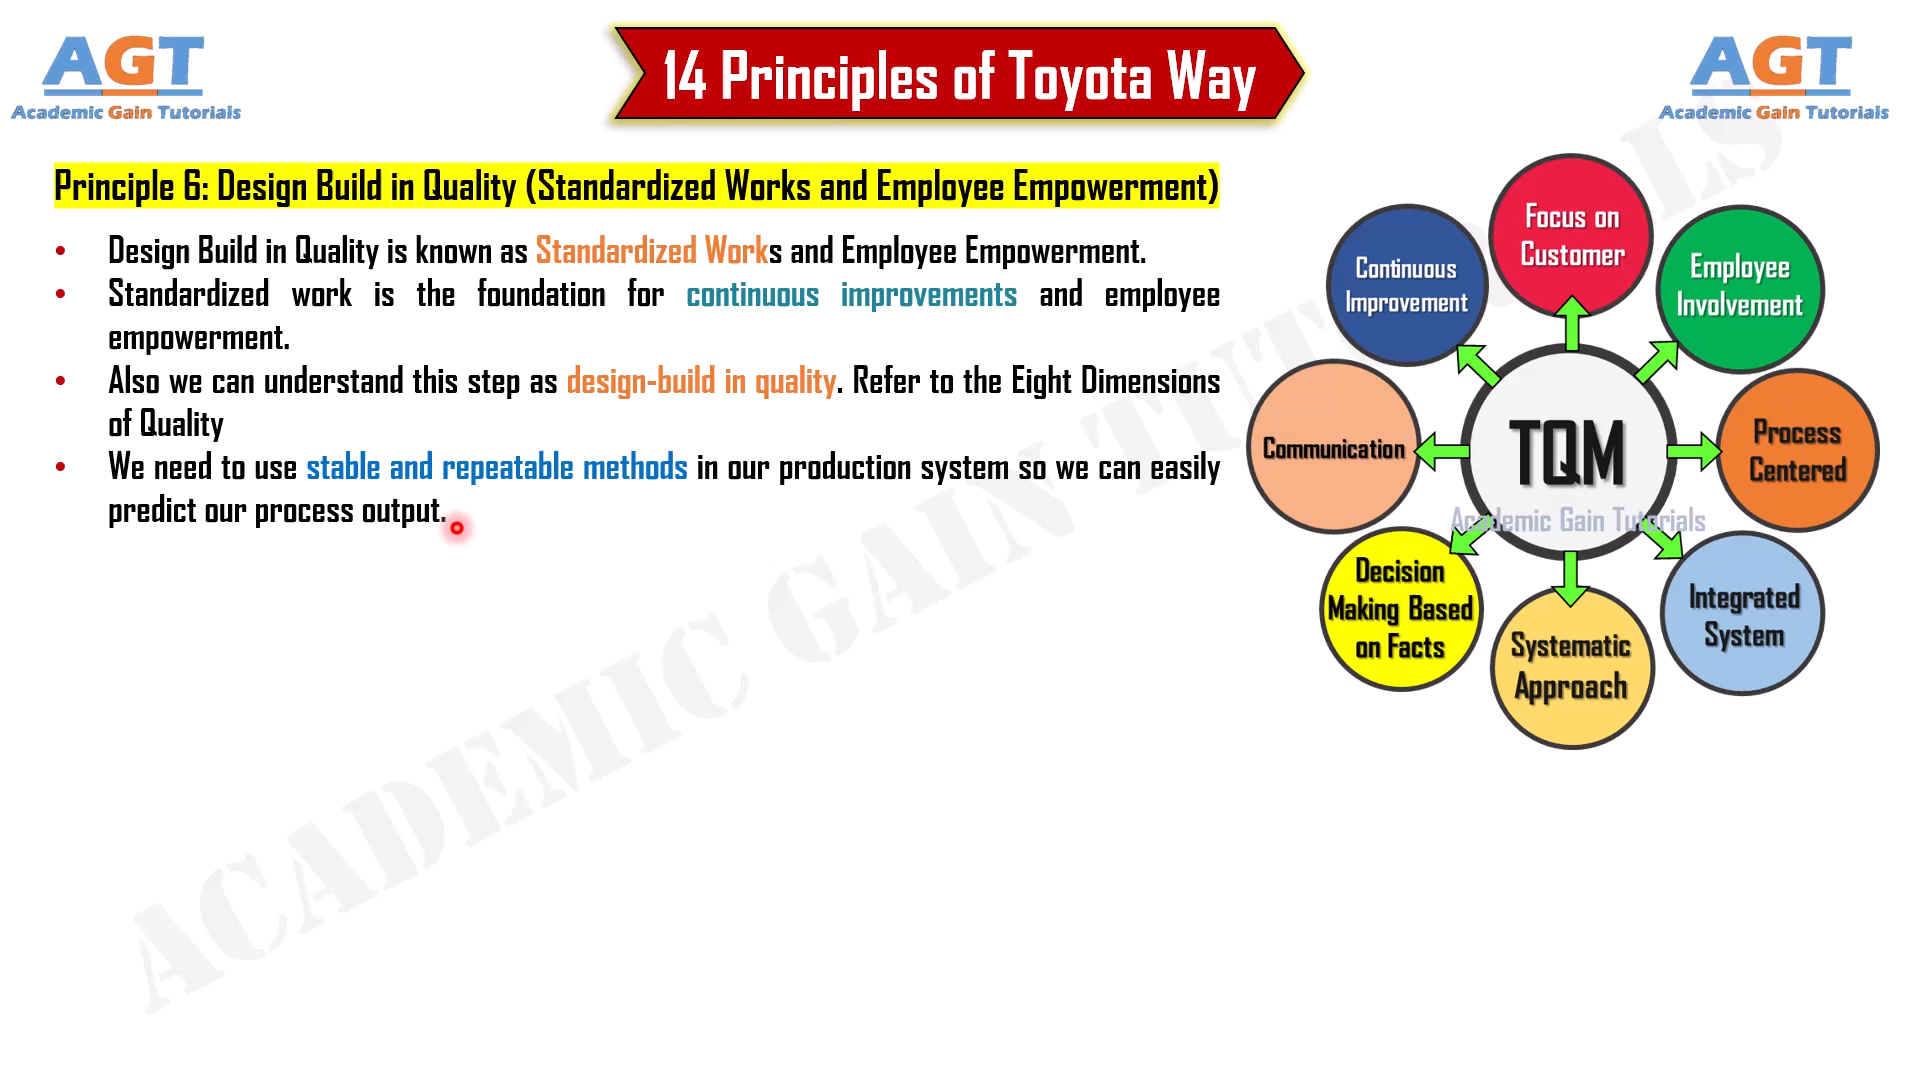 AGT
Academic Gain Tutorials
14 Principles of Toyota Way
AGT
Academic Gain Tutorials
Principle 6: Design Build in Quality (Standardized Works and Employee Empowerment)
• Design Build in Quality is known as Standardized Works and Employee Empowerment.
• Standardized work is the foundation for continuous improvements and employee
empowerment.
• Also we can understand this step as design-build in quality. Refer to the Eight Dimensions
of Quality
• We need to use stable and repeatable methods in our production system so we can easily
predict our process output.
Focus on
Customer
Employee
Involvement
Process
Centered
Integrated
System
Systematic
Approach
Decision
Making Based
on Facts
Communication
Continuous
Improvement
TQM
Academic Gain Tutorials
ACADEMIC GAIN TUTORIALS